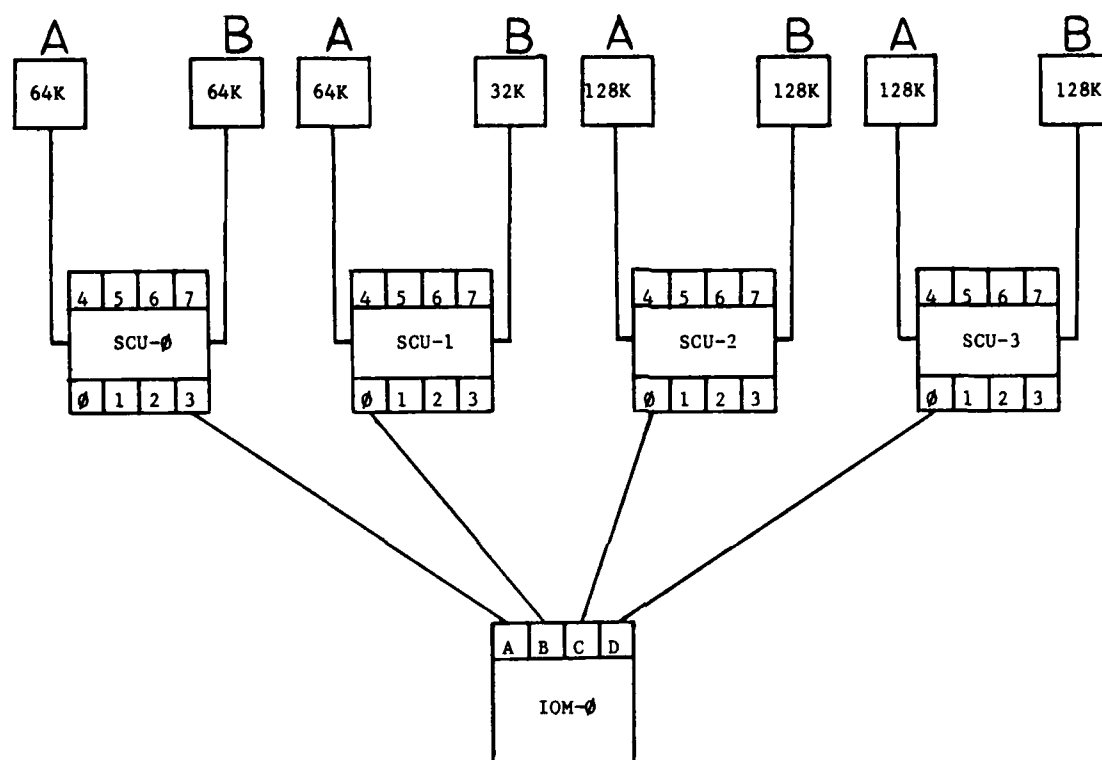 A B A B A B A B
64K 64K 64K 32K 128K 128K 128K 128K
4 5 6 7 4 5 6 7 4 5 6 7 4 5 6 7
SCU-Ø SCU-1 SCU-2 SCU-3
Ø 1 2 3 Ø 1 2 3 Ø 1 2 3 Ø 1 2 3
A B C D
IOM-Ø